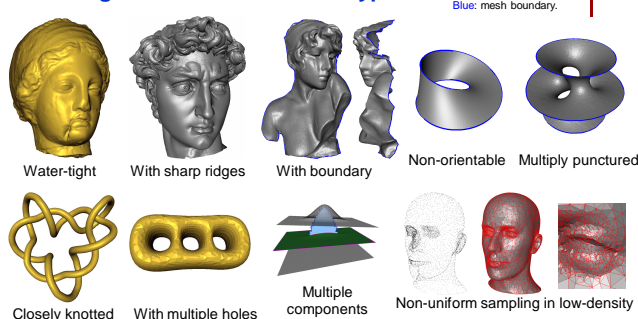 Blue: mesh boundary.
Water-tight
With sharp ridges
With boundary
Non-orientable
Multiply punctured
Closely knotted
With multiple holes
Multiple
components
Non-uniform sampling in low-density